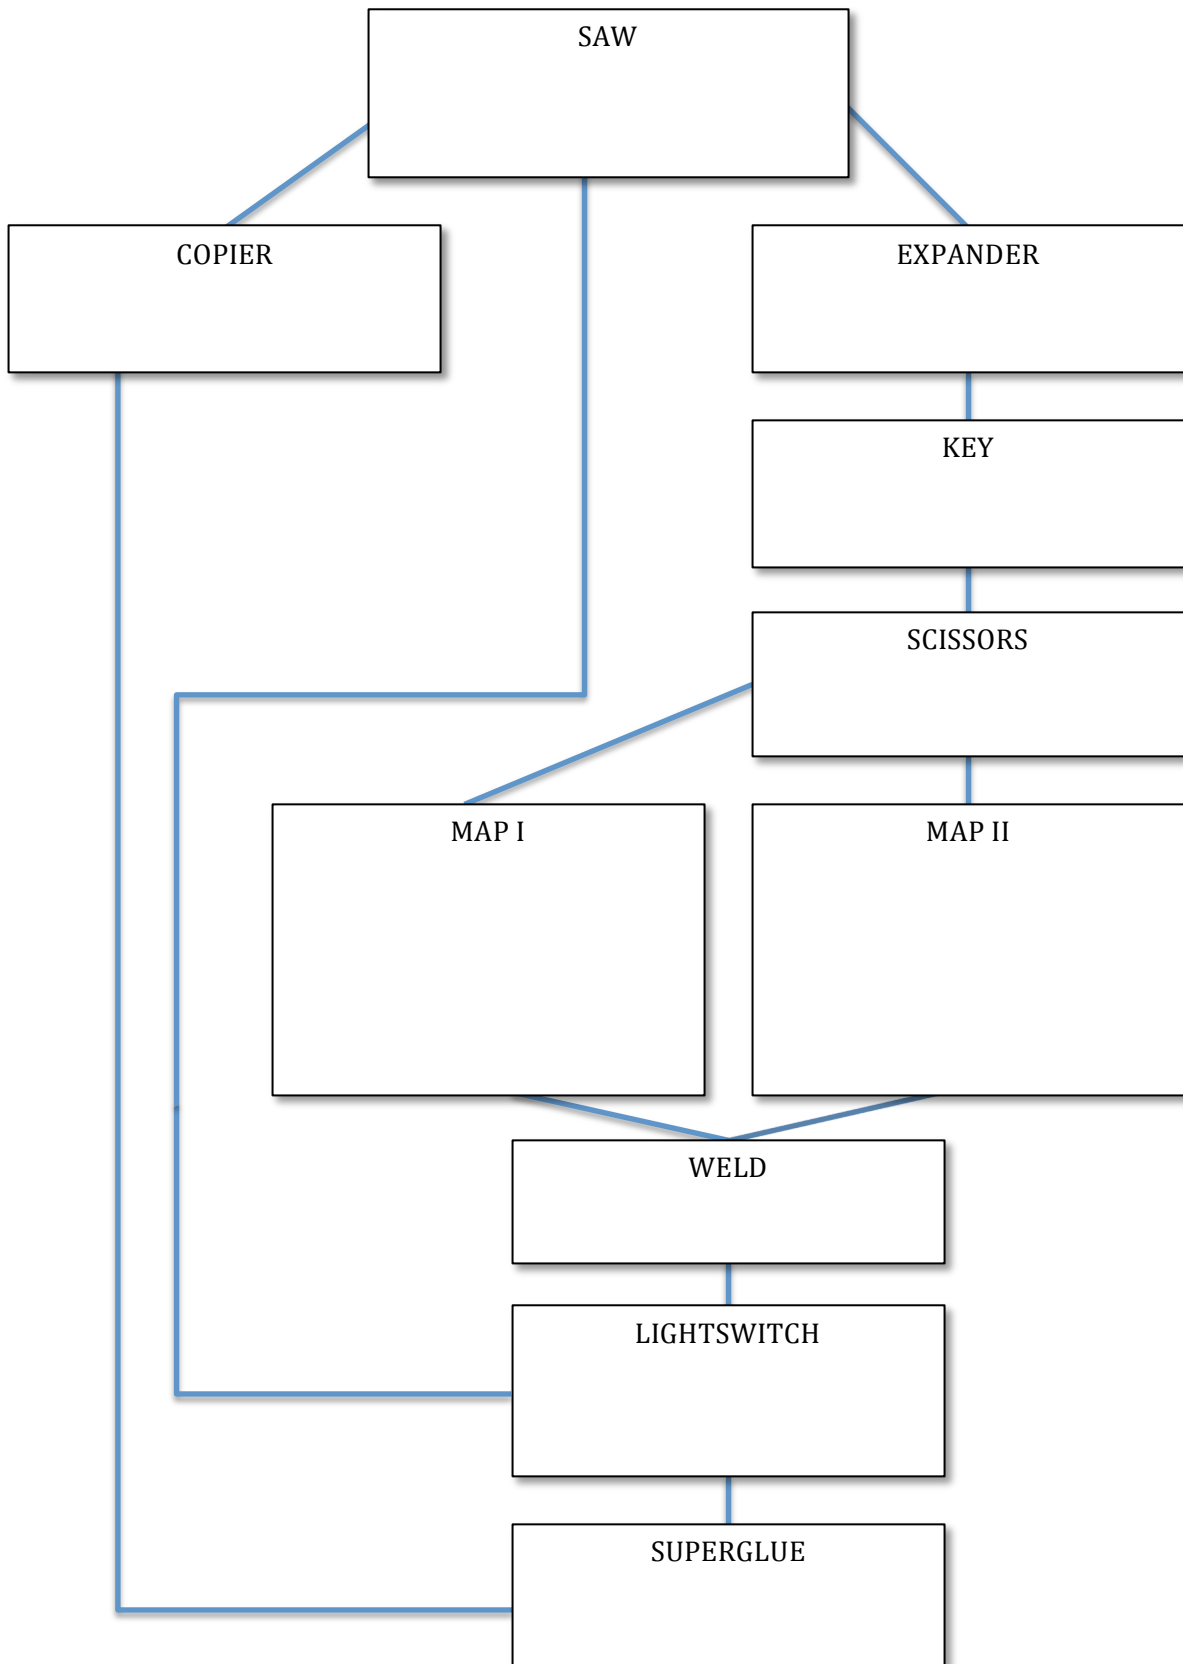 SAW
COPIER
EXPANDER
KEY
SCISSORS
MAP I
MAP II
WELD
LIGHTSWITCH
SUPERGLUE